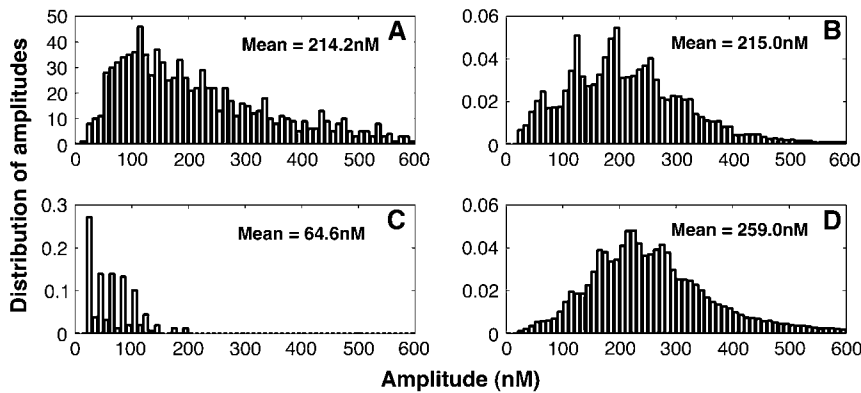 Distribution of amplitudes
50
40
30
20
10
0
A
Mean = 214.2nM
0 100 200 300 400 500 600
0.06
0.04
0.02
0
B
Mean = 215.0nM
0 100 200 300 400 500 600
0.3
0.2
0.1
0
C
Mean = 64.6nM
0 100 200 300 400 500 600
0.06
0.04
0.02
0
D
Mean = 259.0nM
0 100 200 300 400 500 600
Amplitude (nM)